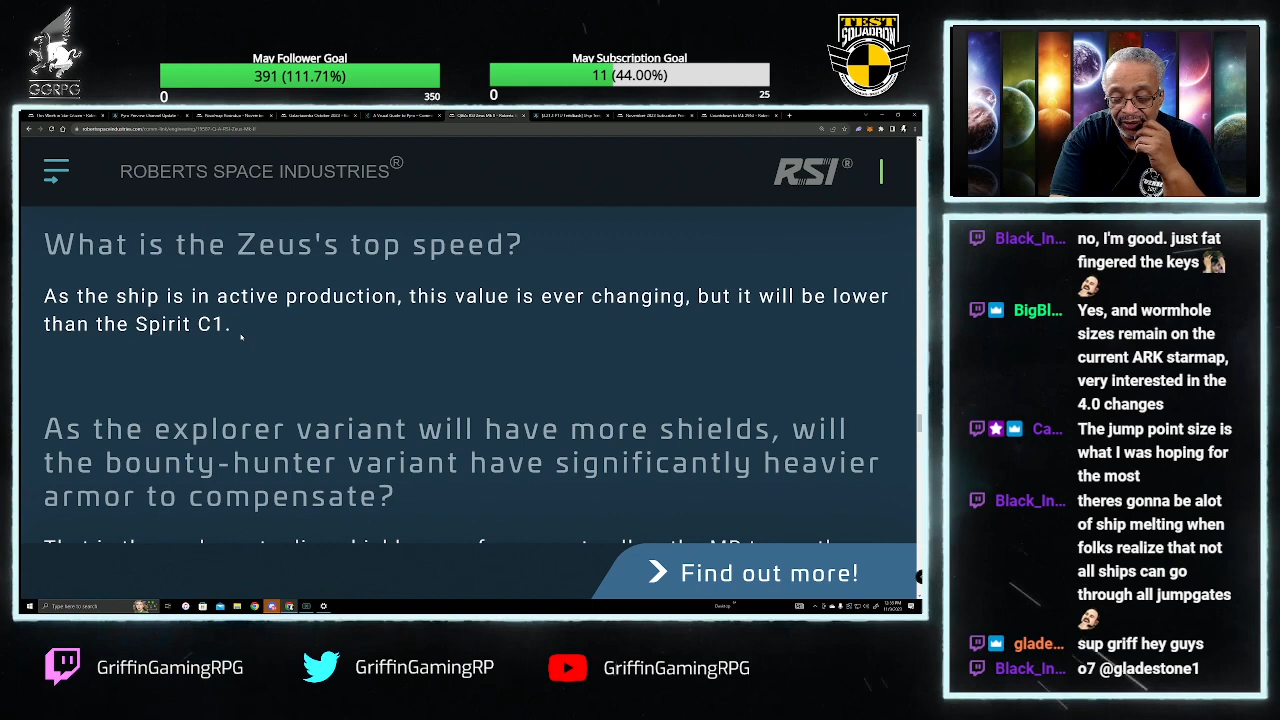 GGRPG
May Follower Goal
391 (111.71%)
0
350
May Subscription Goal
11 (44.00%)
0
25
TEST
SQUADRON
ROBERTS SPACE INDUSTRIES®
RSI®
What is the Zeus's top speed?
As the ship is in active production, this value is ever changing, but it will be lower
than the Spirit C1.
As the explorer variant will have more shields, will
the bounty-hunter variant have significantly heavier
armor to compensate?
Find out more!
Type here to search
Desktop
GriffinGamingRPG
GriffinGamingRP
GriffinGamingRPG
Black_In... no, I'm good. just fat
fingered the keys
BigBl... Yes, and wormhole
sizes remain on the
current ARK starmap,
very interested in the
4.0 changes
Ca... The jump point size is
what I was hoping for
the most
Black_In... theres gonna be alot
of ship melting when
folks realize that not
all ships can go
through all jumpgates
glade... sup griff hey guys
Black_In... o7 @gladestone1